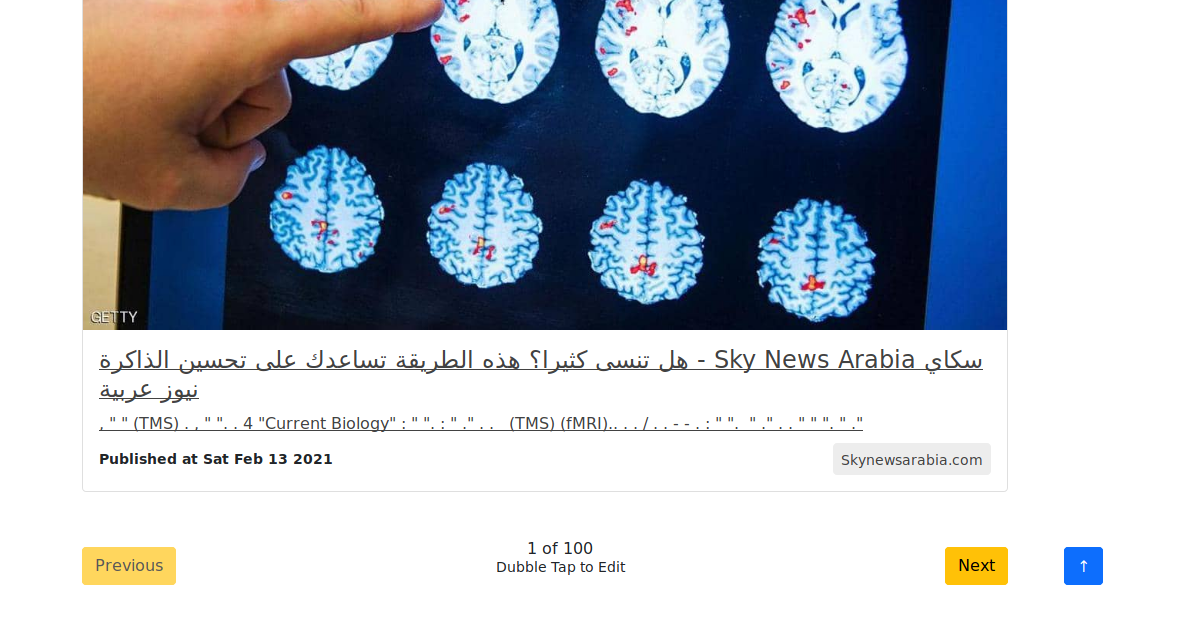 GETTY
هل تنسى كثيرا؟ هذه الطريقة تساعدك على تحسين الذاكرة - Sky News Arabia سكاي
نيوز عربية
, " " (TMS) . , " ". . 4 "Current Biology" : " ". : " ." . .   (TMS) (fMRI).. . . / . . - - . : " ".  " ." . . " " ". " ."
Published at Sat Feb 13 2021
Skynewsarabia.com
Previous
1 of 100
Dubble Tap to Edit
Next
↑